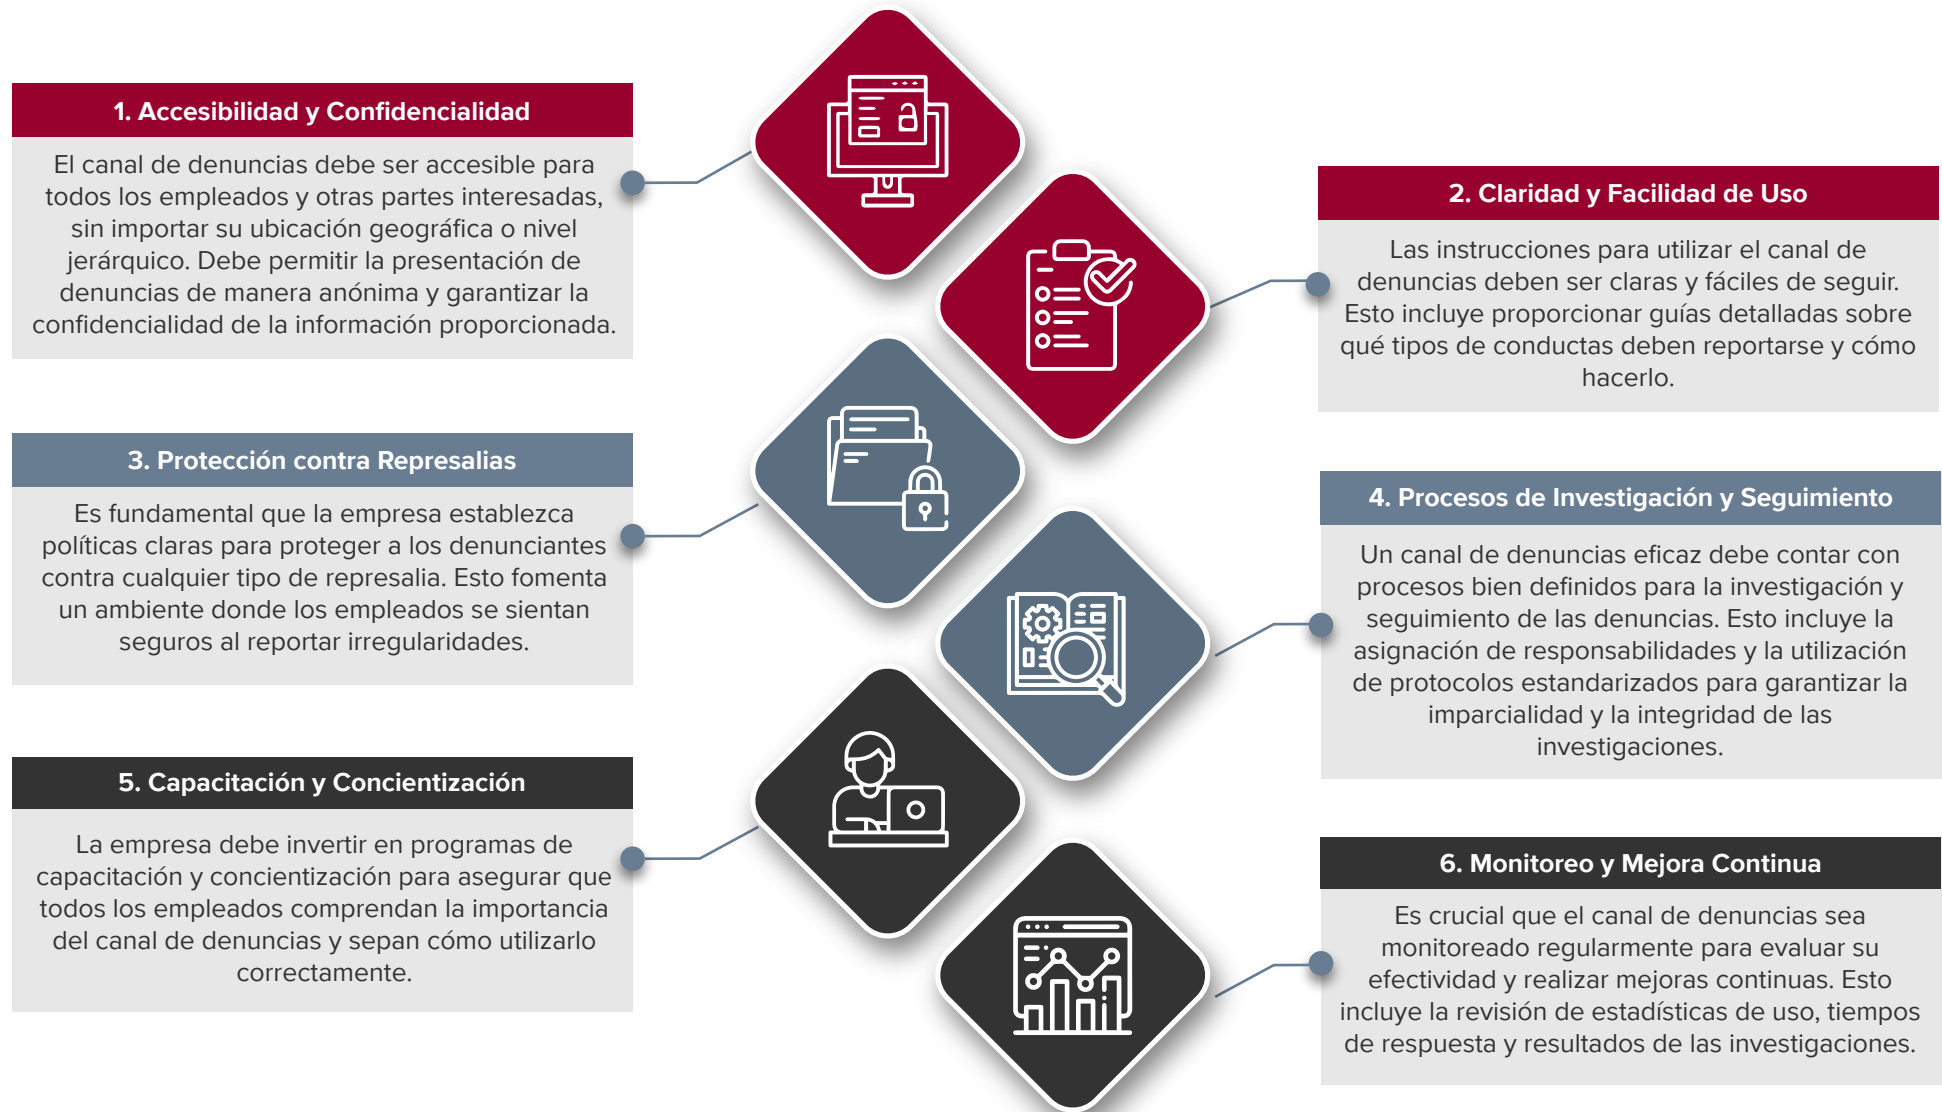 1. Accesibilidad y Confidencialidad
El canal de denuncias debe ser accesible para
todos los empleados y otras partes interesadas,
sin importar su ubicación geográfica o nivel
jerárquico. Debe permitir la presentación de
denuncias de manera anónima y garantizar la
confidencialidad de la información proporcionada.
2. Claridad y Facilidad de Uso
Las instrucciones para utilizar el canal de
denuncias deben ser claras y fáciles de seguir.
Esto incluye proporcionar guías detalladas sobre
qué tipos de conductas deben reportarse y cómo
hacerlo.
3. Protección contra Represalias
Es fundamental que la empresa establezca
políticas claras para proteger a los denunciantes
contra cualquier tipo de represalia. Esto fomenta
un ambiente donde los empleados se sientan
seguros al reportar irregularidades.
4. Procesos de Investigación y Seguimiento
Un canal de denuncias eficaz debe contar con
procesos bien definidos para la investigación y
seguimiento de las denuncias. Esto incluye la
asignación de responsabilidades y la utilización
de protocolos estandarizados para garantizar la
imparcialidad y la integridad de las
investigaciones.
5. Capacitación y Concientización
La empresa debe invertir en programas de
capacitación y concientización para asegurar que
todos los empleados comprendan la importancia
del canal de denuncias y sepan cómo utilizarlo
correctamente.
6. Monitoreo y Mejora Continua
Es crucial que el canal de denuncias sea
monitoreado regularmente para evaluar su
efectividad y realizar mejoras continuas. Esto
incluye la revisión de estadísticas de uso, tiempos
de respuesta y resultados de las investigaciones.